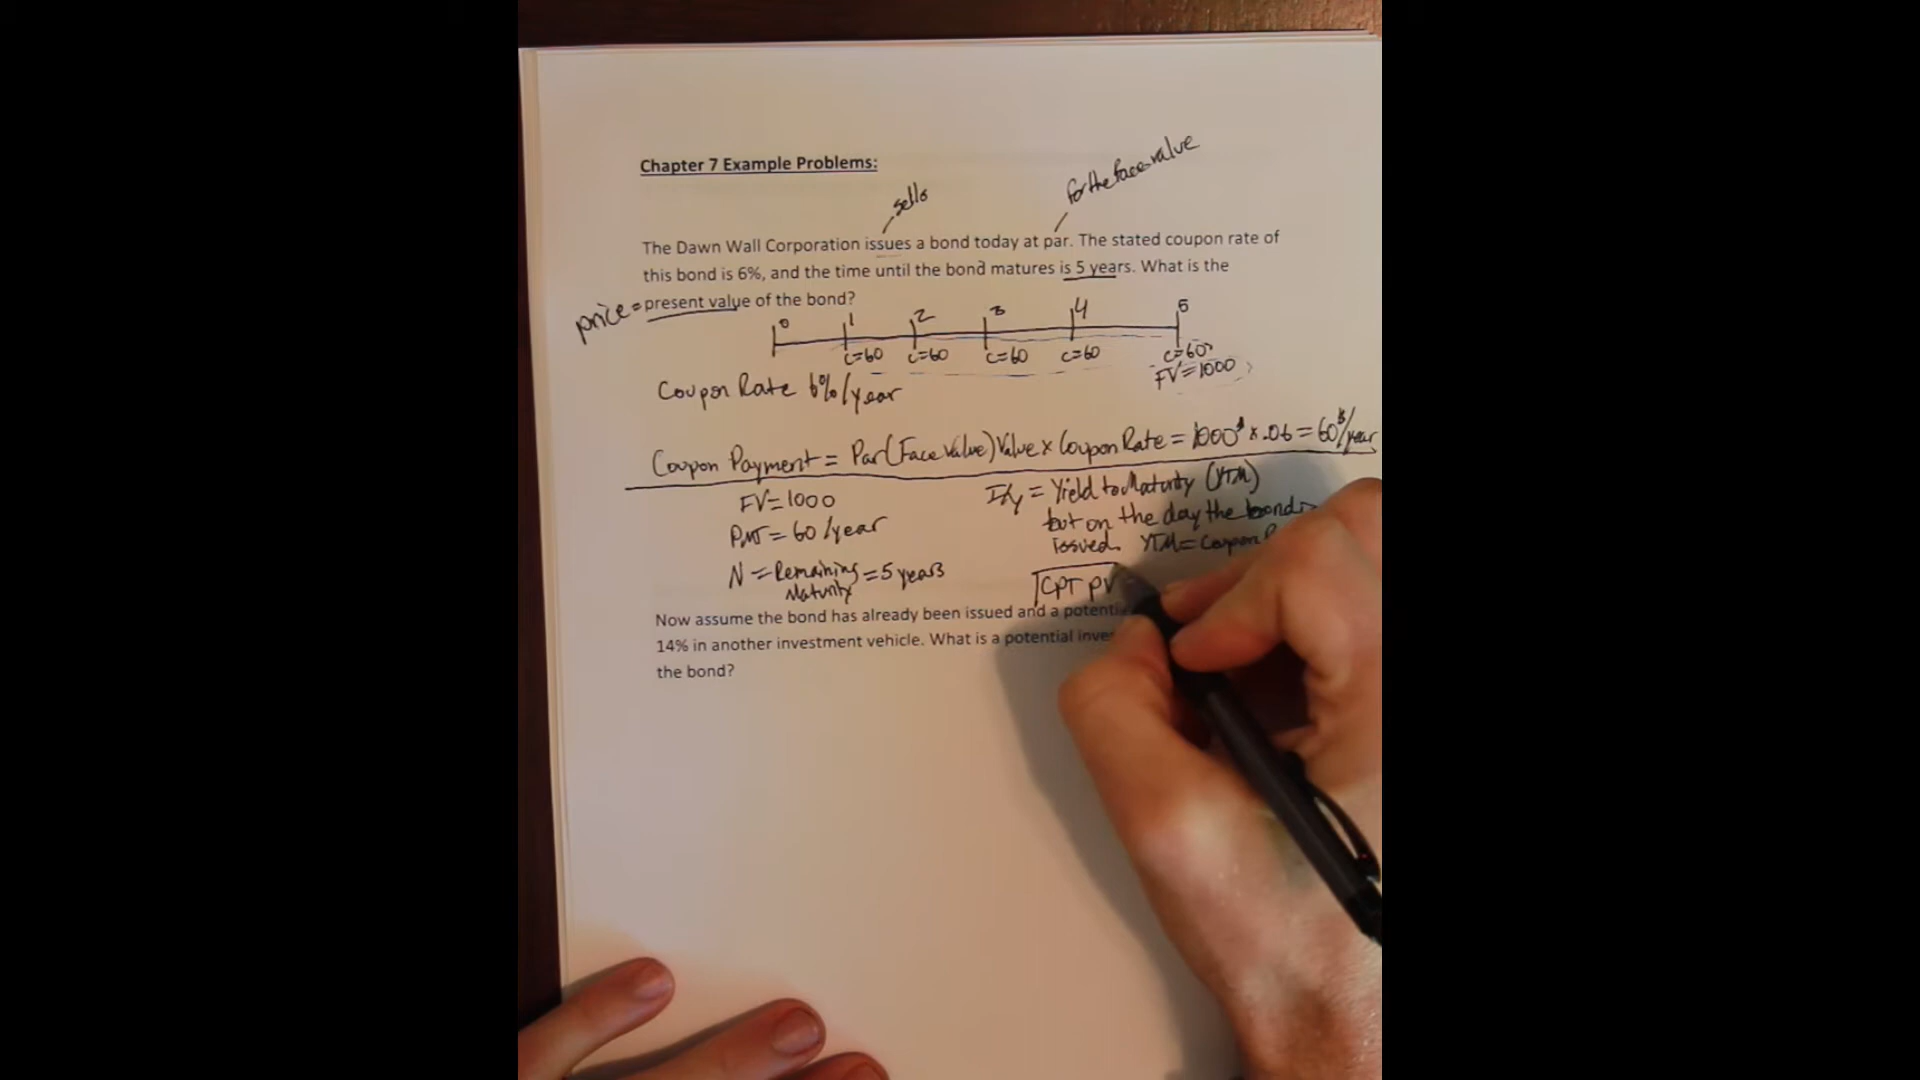 Chapter 7 Example Problems:
sells
for the face value
The Dawn Wall Corporation issues a bond today at par. The stated coupon rate of
this bond is 6%, and the time until the bond matures is 5 years. What is the
price = present value of the bond?
0 1 2 3 4 5
C=60 C=60 C=60 C=60 C=60
FV=1000
Coupon Rate 6%/year
Coupon Payment = Par(Face Value) Value x Coupon Rate = 1000$ x .06 = 60$/year
FV=1000
PMT = 60/year
N = Remaining Maturity = 5 years
I/y = Yield to Maturity (YTM)
but on the day the bond is
issued YTM = Coupon
CPT PV
Now assume the bond has already been issued and a
14% in another investment vehicle. What is a potential
the bond?